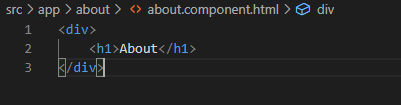 src > app > about > <> about.component.html > div
1 <div>
2     <h1>About</h1>
3 </div>